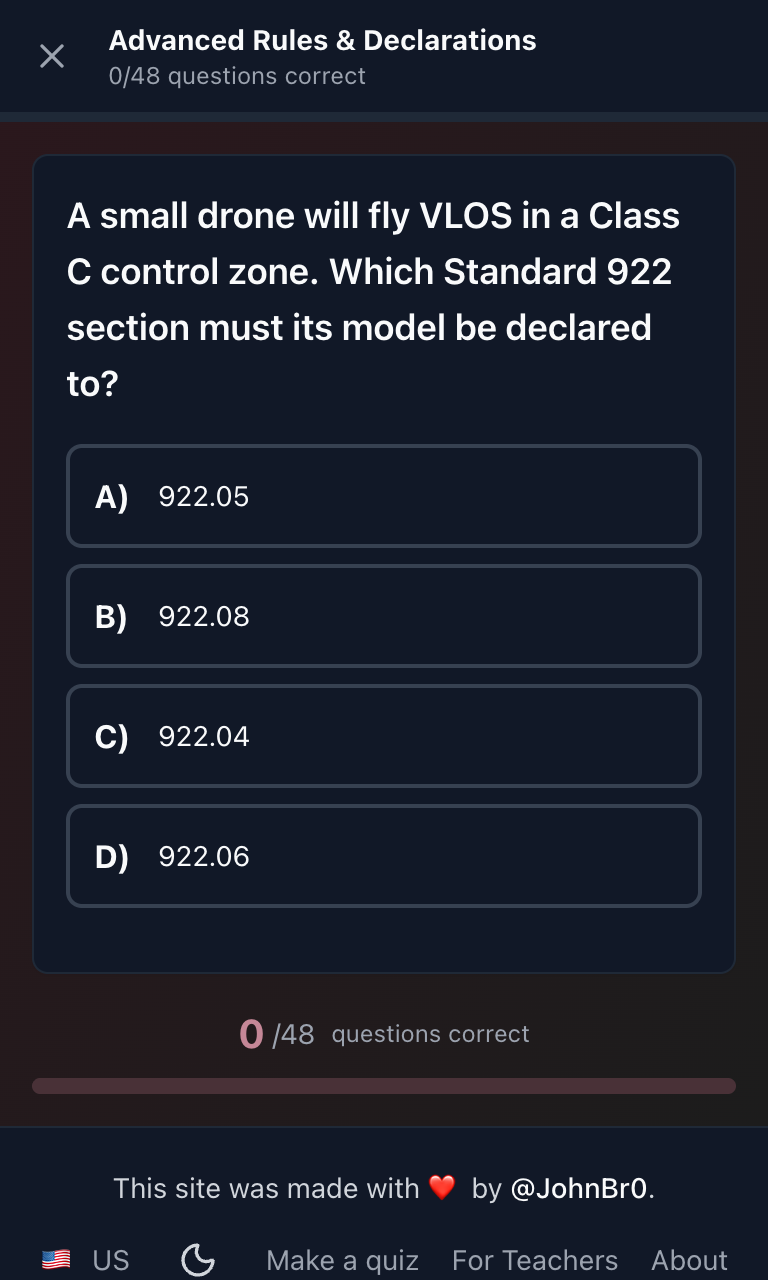 Advanced Rules & Declarations
0/48 questions correct
A small drone will fly VLOS in a Class
C control zone. Which Standard 922
section must its model be declared
to?
A) 922.05
B) 922.08
C) 922.04
D) 922.06
0 /48 questions correct
This site was made with ❤️ by @JohnBr0.
🇺🇸 US Make a quiz For Teachers About